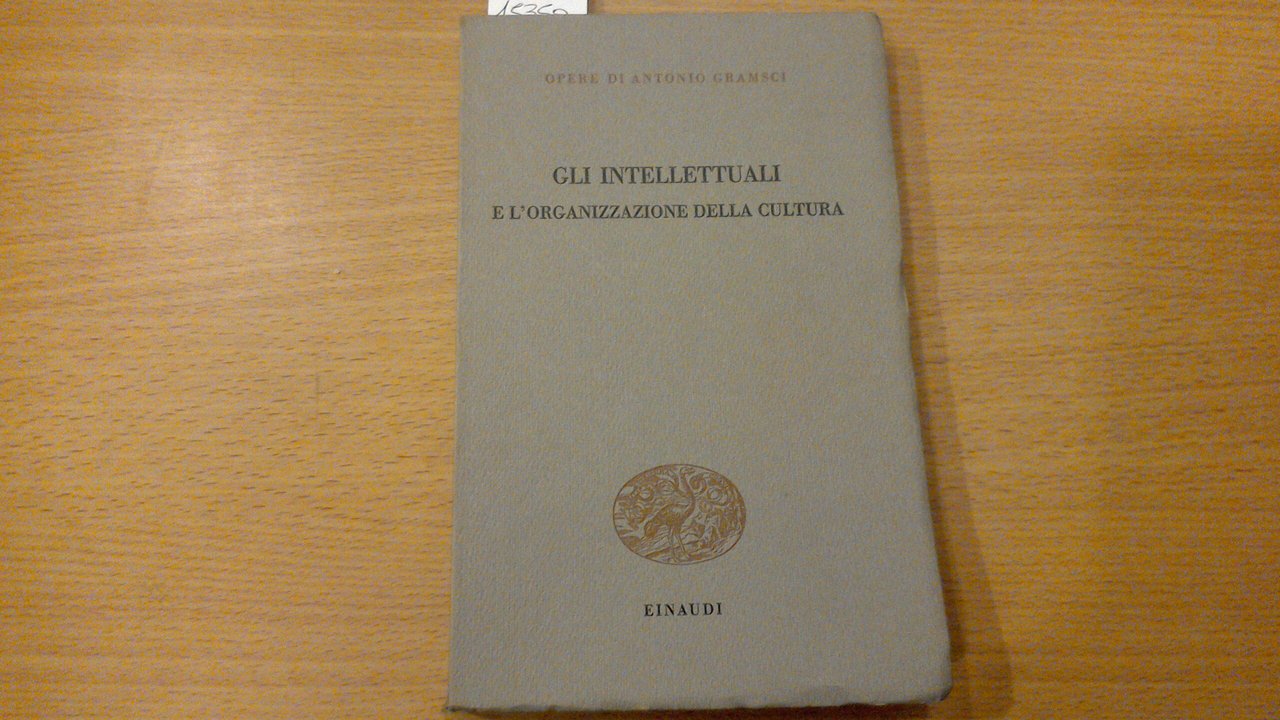 OPERE DI ANTONIO GRAMSCI
GLI INTELLETTUALI
E L'ORGANIZZAZIONE DELLA CULTURA
EINAUDI